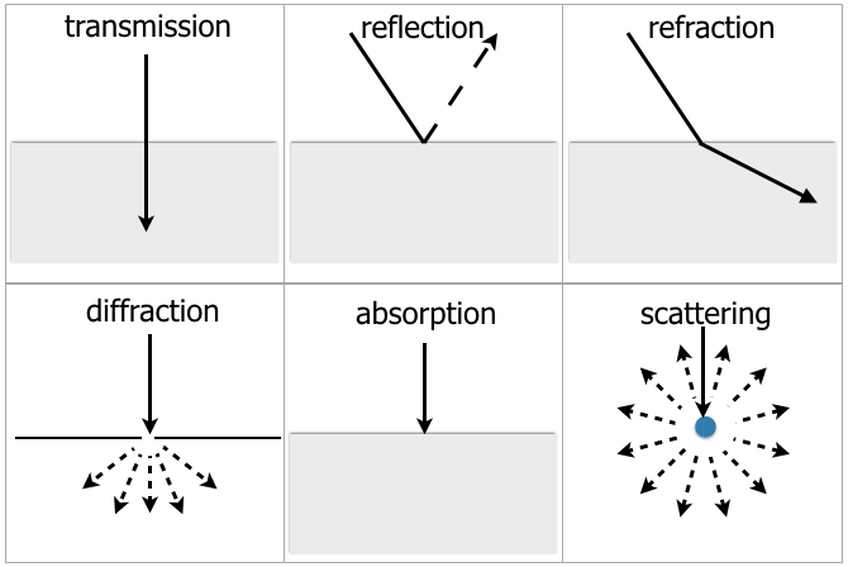 transmission
reflection
refraction
diffraction
absorption
scattering